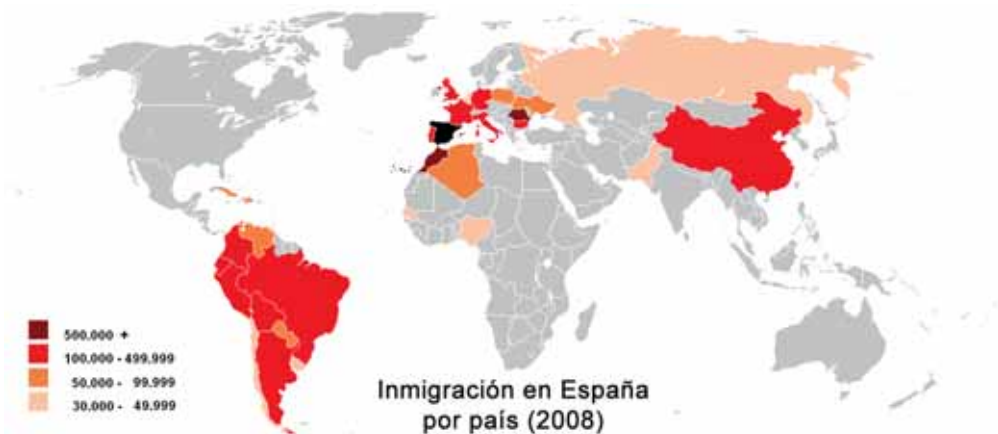 500.000 +
100.000 - 499.999
50.000 - 99.999
30.000 - 49.999
Inmigración en España
por país (2008)